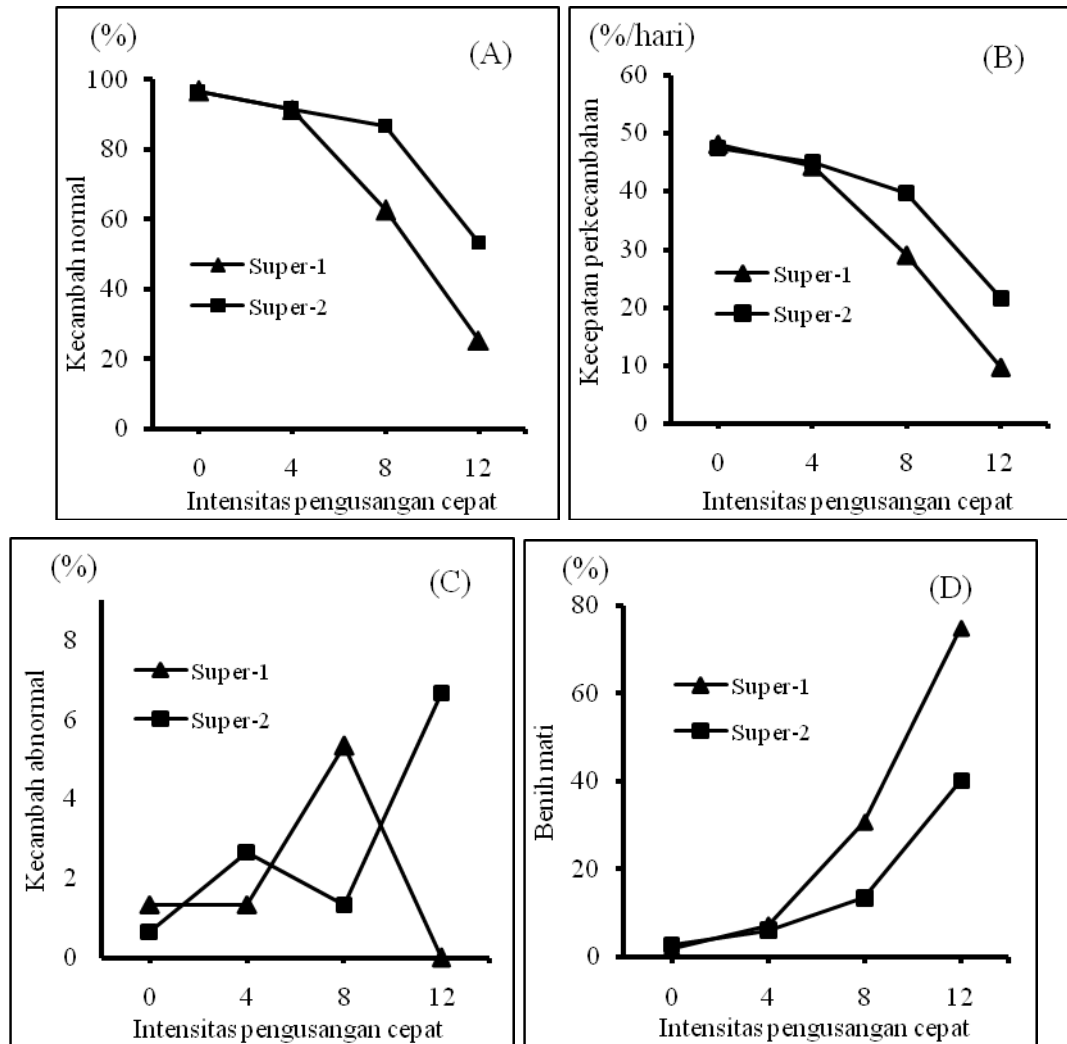 (%)
(A)
100
80
60
40
20
0
Kecambah normal
Super-1
Super-2
0 4 8 12
Intensitas pengusangan cepat
(%/hari)
(B)
60
50
40
30
20
10
0
Kecepatan perkecambahan
Super-1
Super-2
0 4 8 12
Intensitas pengusangan cepat
(%)
(C)
8
6
4
2
0
Kecambah abnormal
Super-1
Super-2
0 4 8 12
Intensitas pengusangan cepat
(%)
(D)
80
60
40
20
0
Benih mati
Super-1
Super-2
0 4 8 12
Intensitas pengusangan cepat